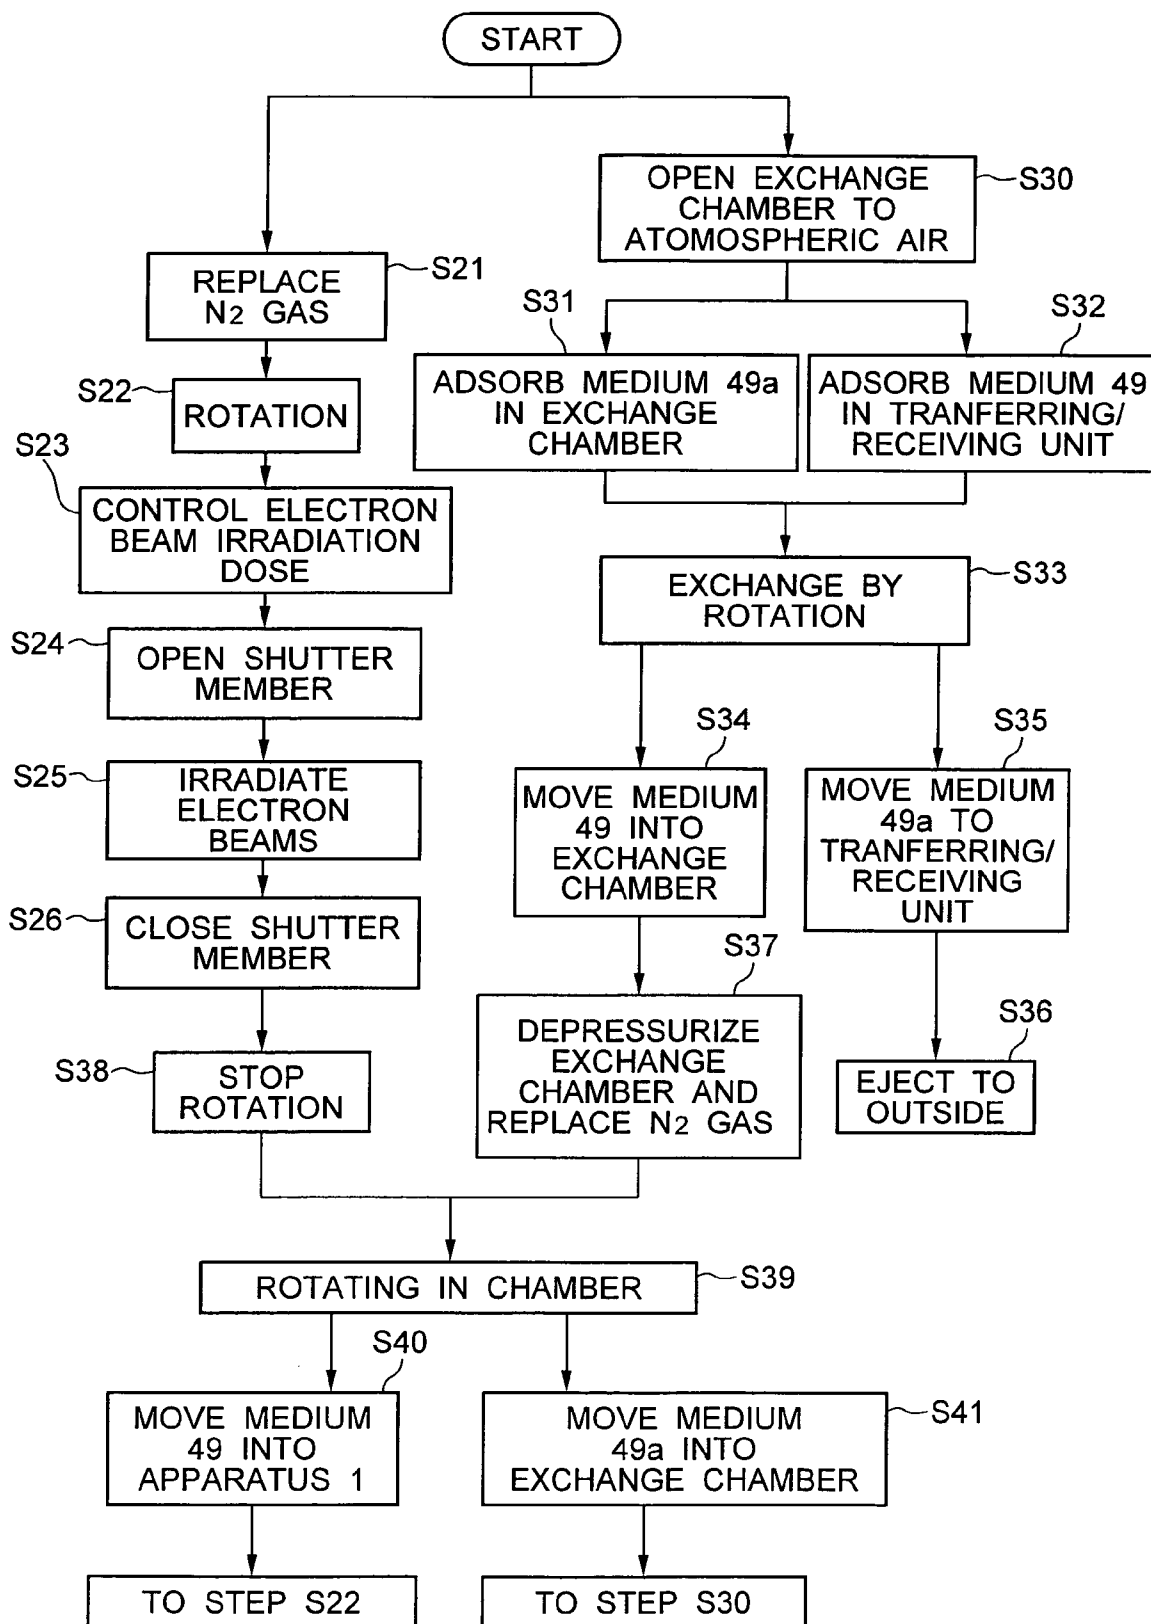 START
OPEN EXCHANGE
CHAMBER TO
ATOMOSPHERIC AIR
S30
REPLACE
N2 GAS
S21
S31
S32
S22
ROTATION
ADSORB MEDIUM 49a
IN EXCHANGE
CHAMBER
ADSORB MEDIUM 49
IN TRANFERRING/
RECEIVING UNIT
S23
CONTROL ELECTRON
BEAM IRRADIATION
DOSE
EXCHANGE BY
ROTATION
S33
S24
OPEN SHUTTER
MEMBER
S34
S35
S25
IRRADIATE
ELECTRON
BEAMS
MOVE MEDIUM
49 INTO
EXCHANGE
CHAMBER
MOVE MEDIUM
49a TO
TRANFERRING/
RECEIVING
UNIT
S26
CLOSE SHUTTER
MEMBER
S37
DEPRESSURIZE
EXCHANGE
CHAMBER AND
REPLACE N2 GAS
S36
EJECT TO
OUTSIDE
S38
STOP
ROTATION
ROTATING IN CHAMBER
S39
S40
MOVE MEDIUM
49 INTO
APPARATUS 1
MOVE MEDIUM
49a INTO
EXCHANGE CHAMBER
S41
TO STEP S22
TO STEP S30